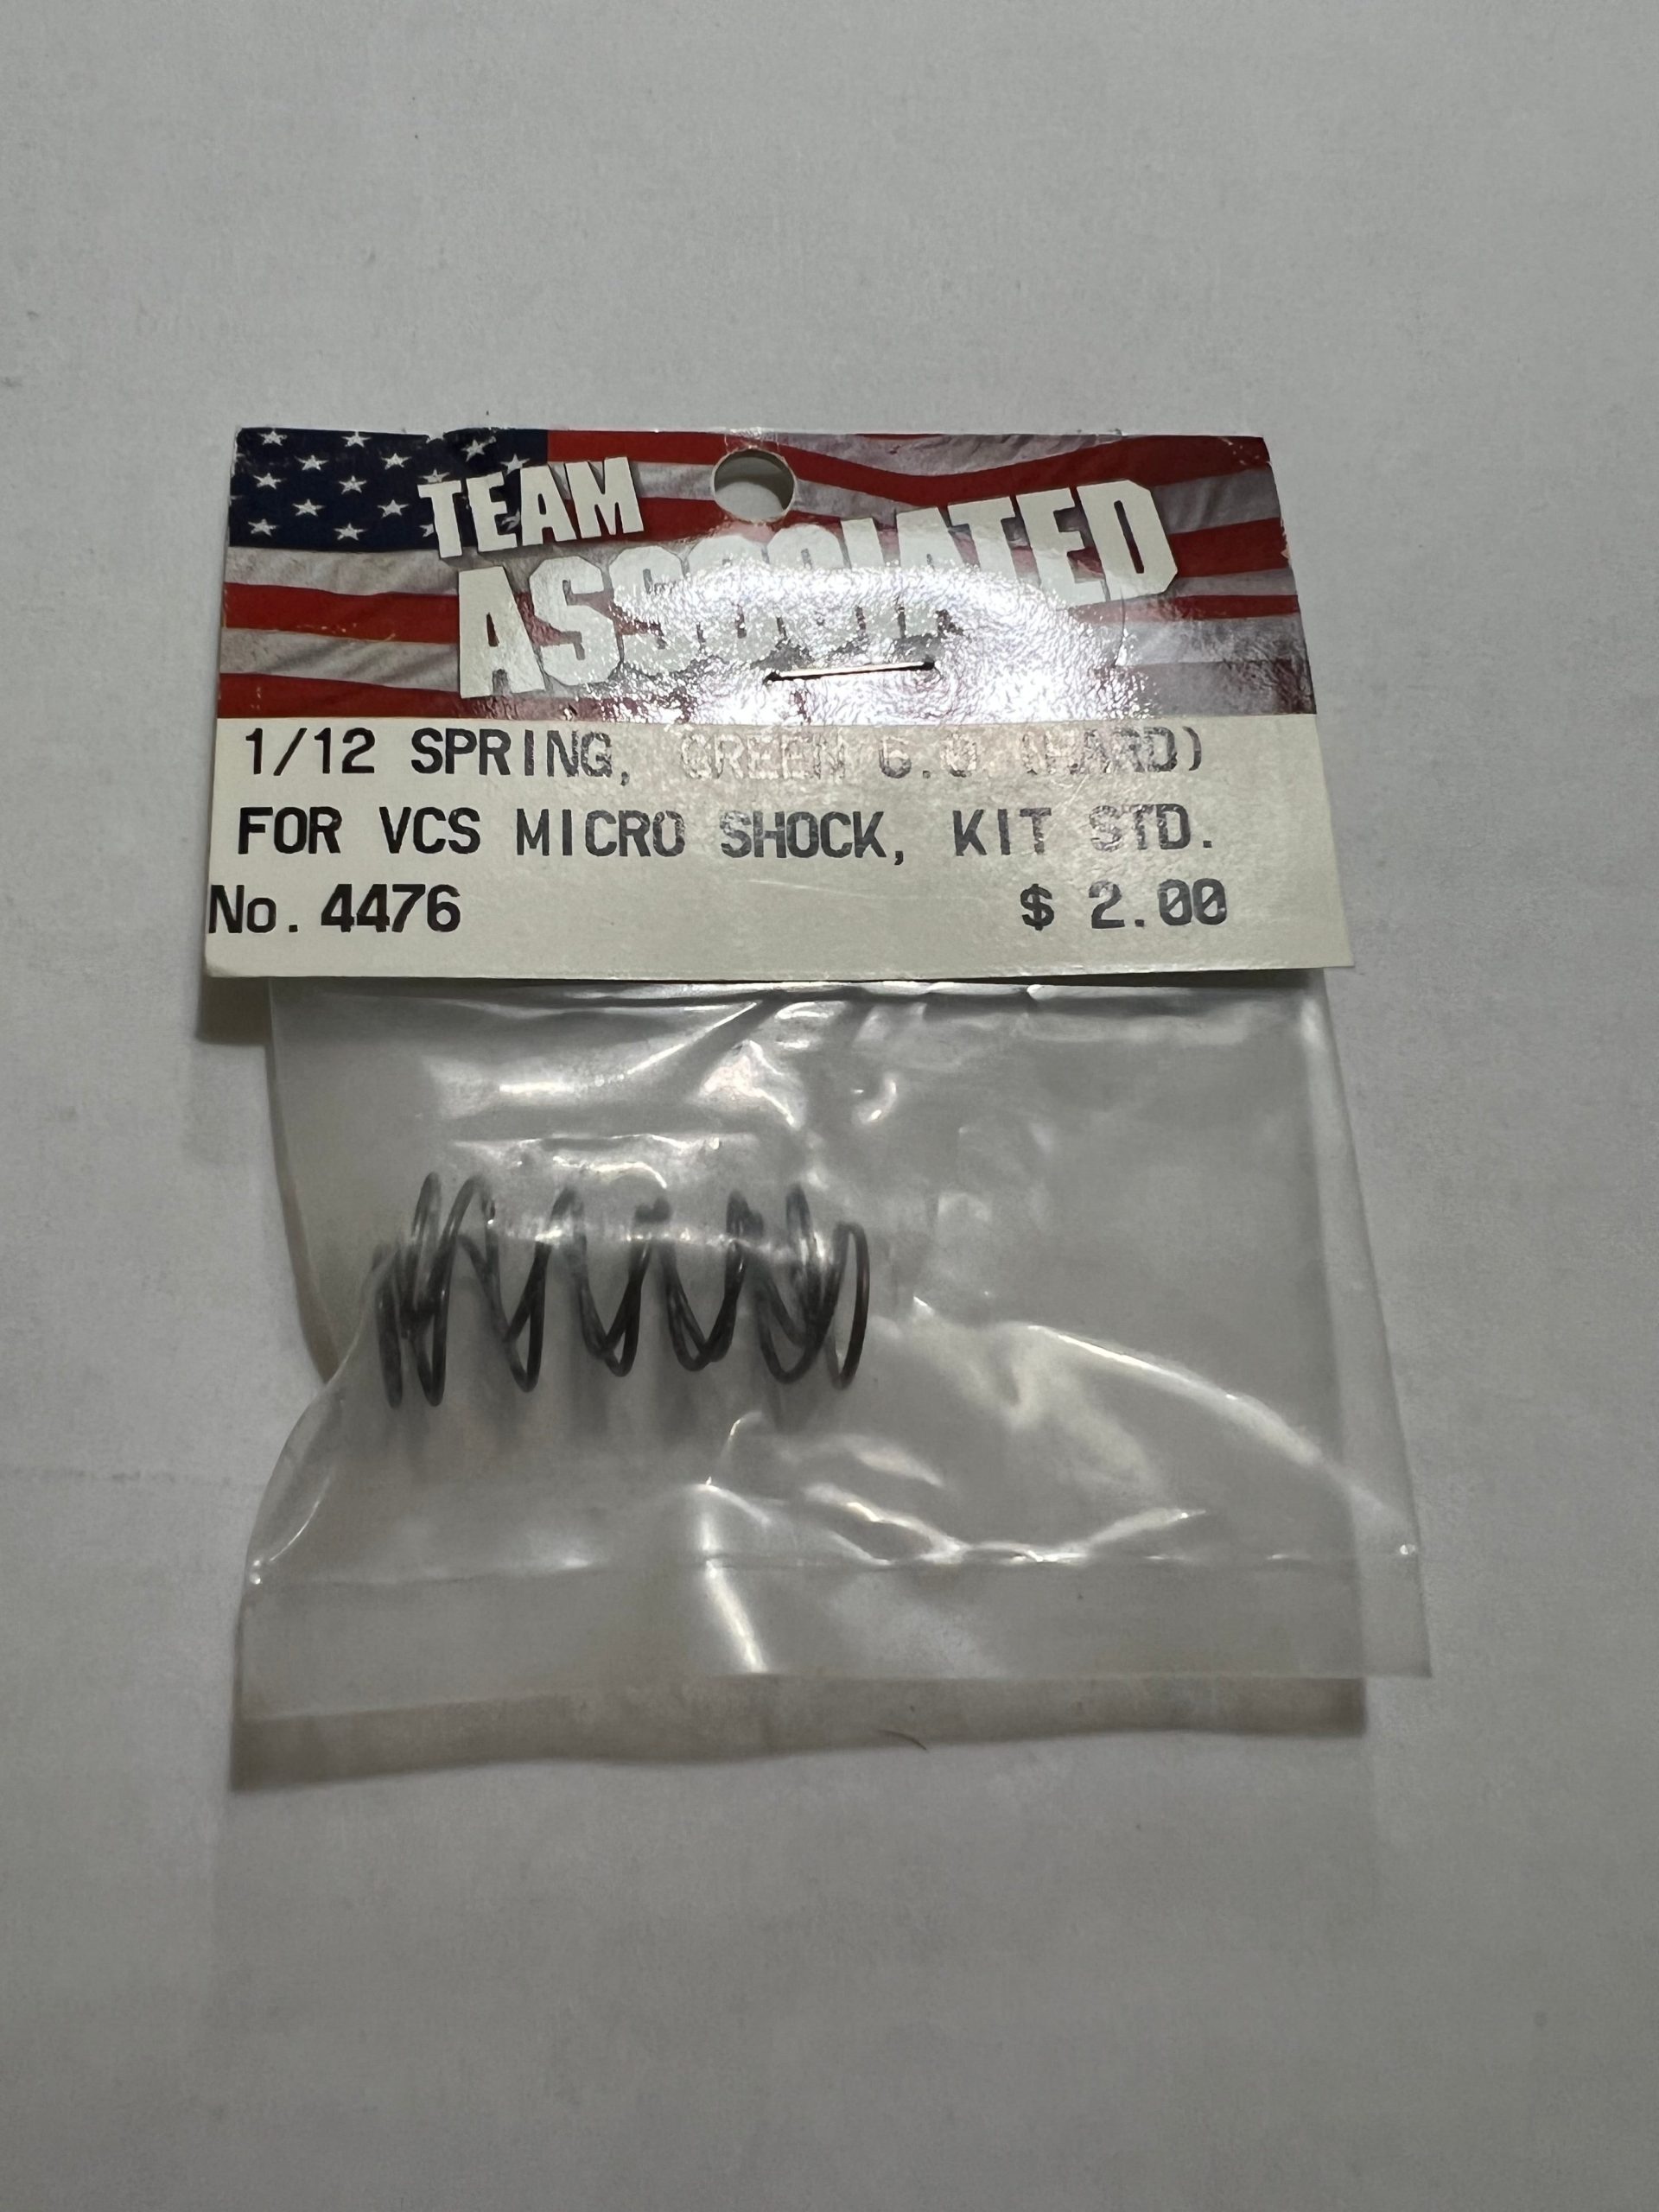 TEAM
ASSOCIATED
1/12 SPRING, GREEN 6.0 (HARD)
FOR VCS MICRO SHOCK, KIT STD.
No. 4476 $ 2.00